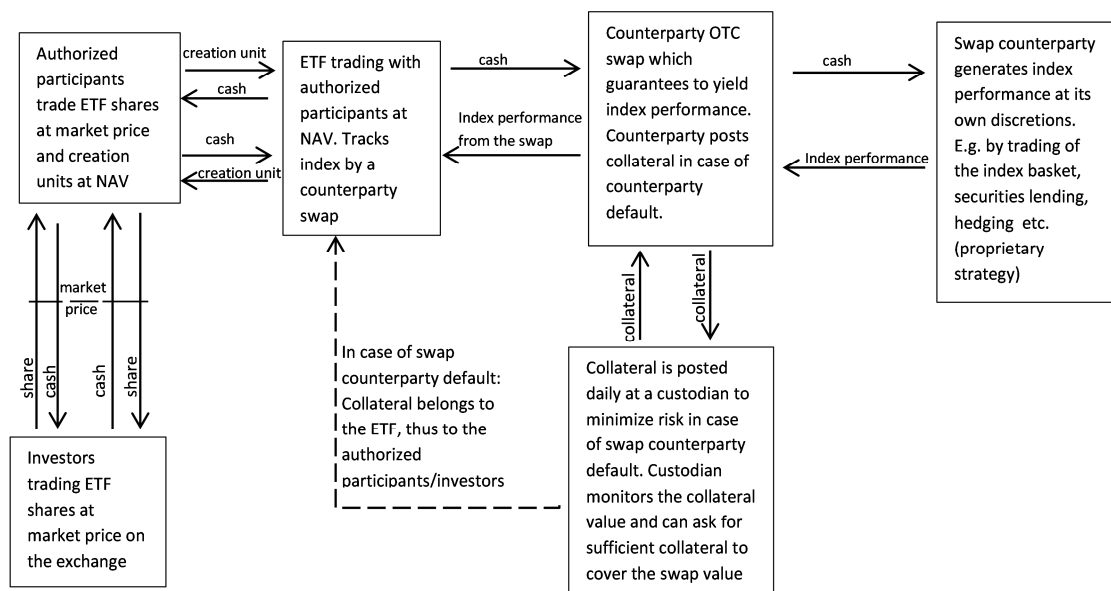 Authorized
participants
trade ETF shares
at market price
and creation
units at NAV
creation unit
cash
cash
creation unit
ETF trading with
authorized
participants at
NAV. Tracks
index by a
counterparty
swap
cash
Index performance
from the swap
Counterparty OTC
swap which
guarantees to yield
index performance.
Counterparty posts
collateral in case of
counterparty
default.
cash
Index performance
Swap counterparty
generates index
performance at its
own discretions.
E.g. by trading of
the index basket,
securities lending,
hedging etc.
(proprietary
strategy)
market
price
share
cash
cash
share
collateral
collateral
In case of swap
counterparty default:
Collateral belongs to
the ETF, thus to the
authorized
participants/investors
Collateral is posted
daily at a custodian to
minimize risk in case
of swap counterparty
default. Custodian
monitors the collateral
value and can ask for
sufficient collateral to
cover the swap value
Investors
trading ETF
shares at
market price on
the exchange